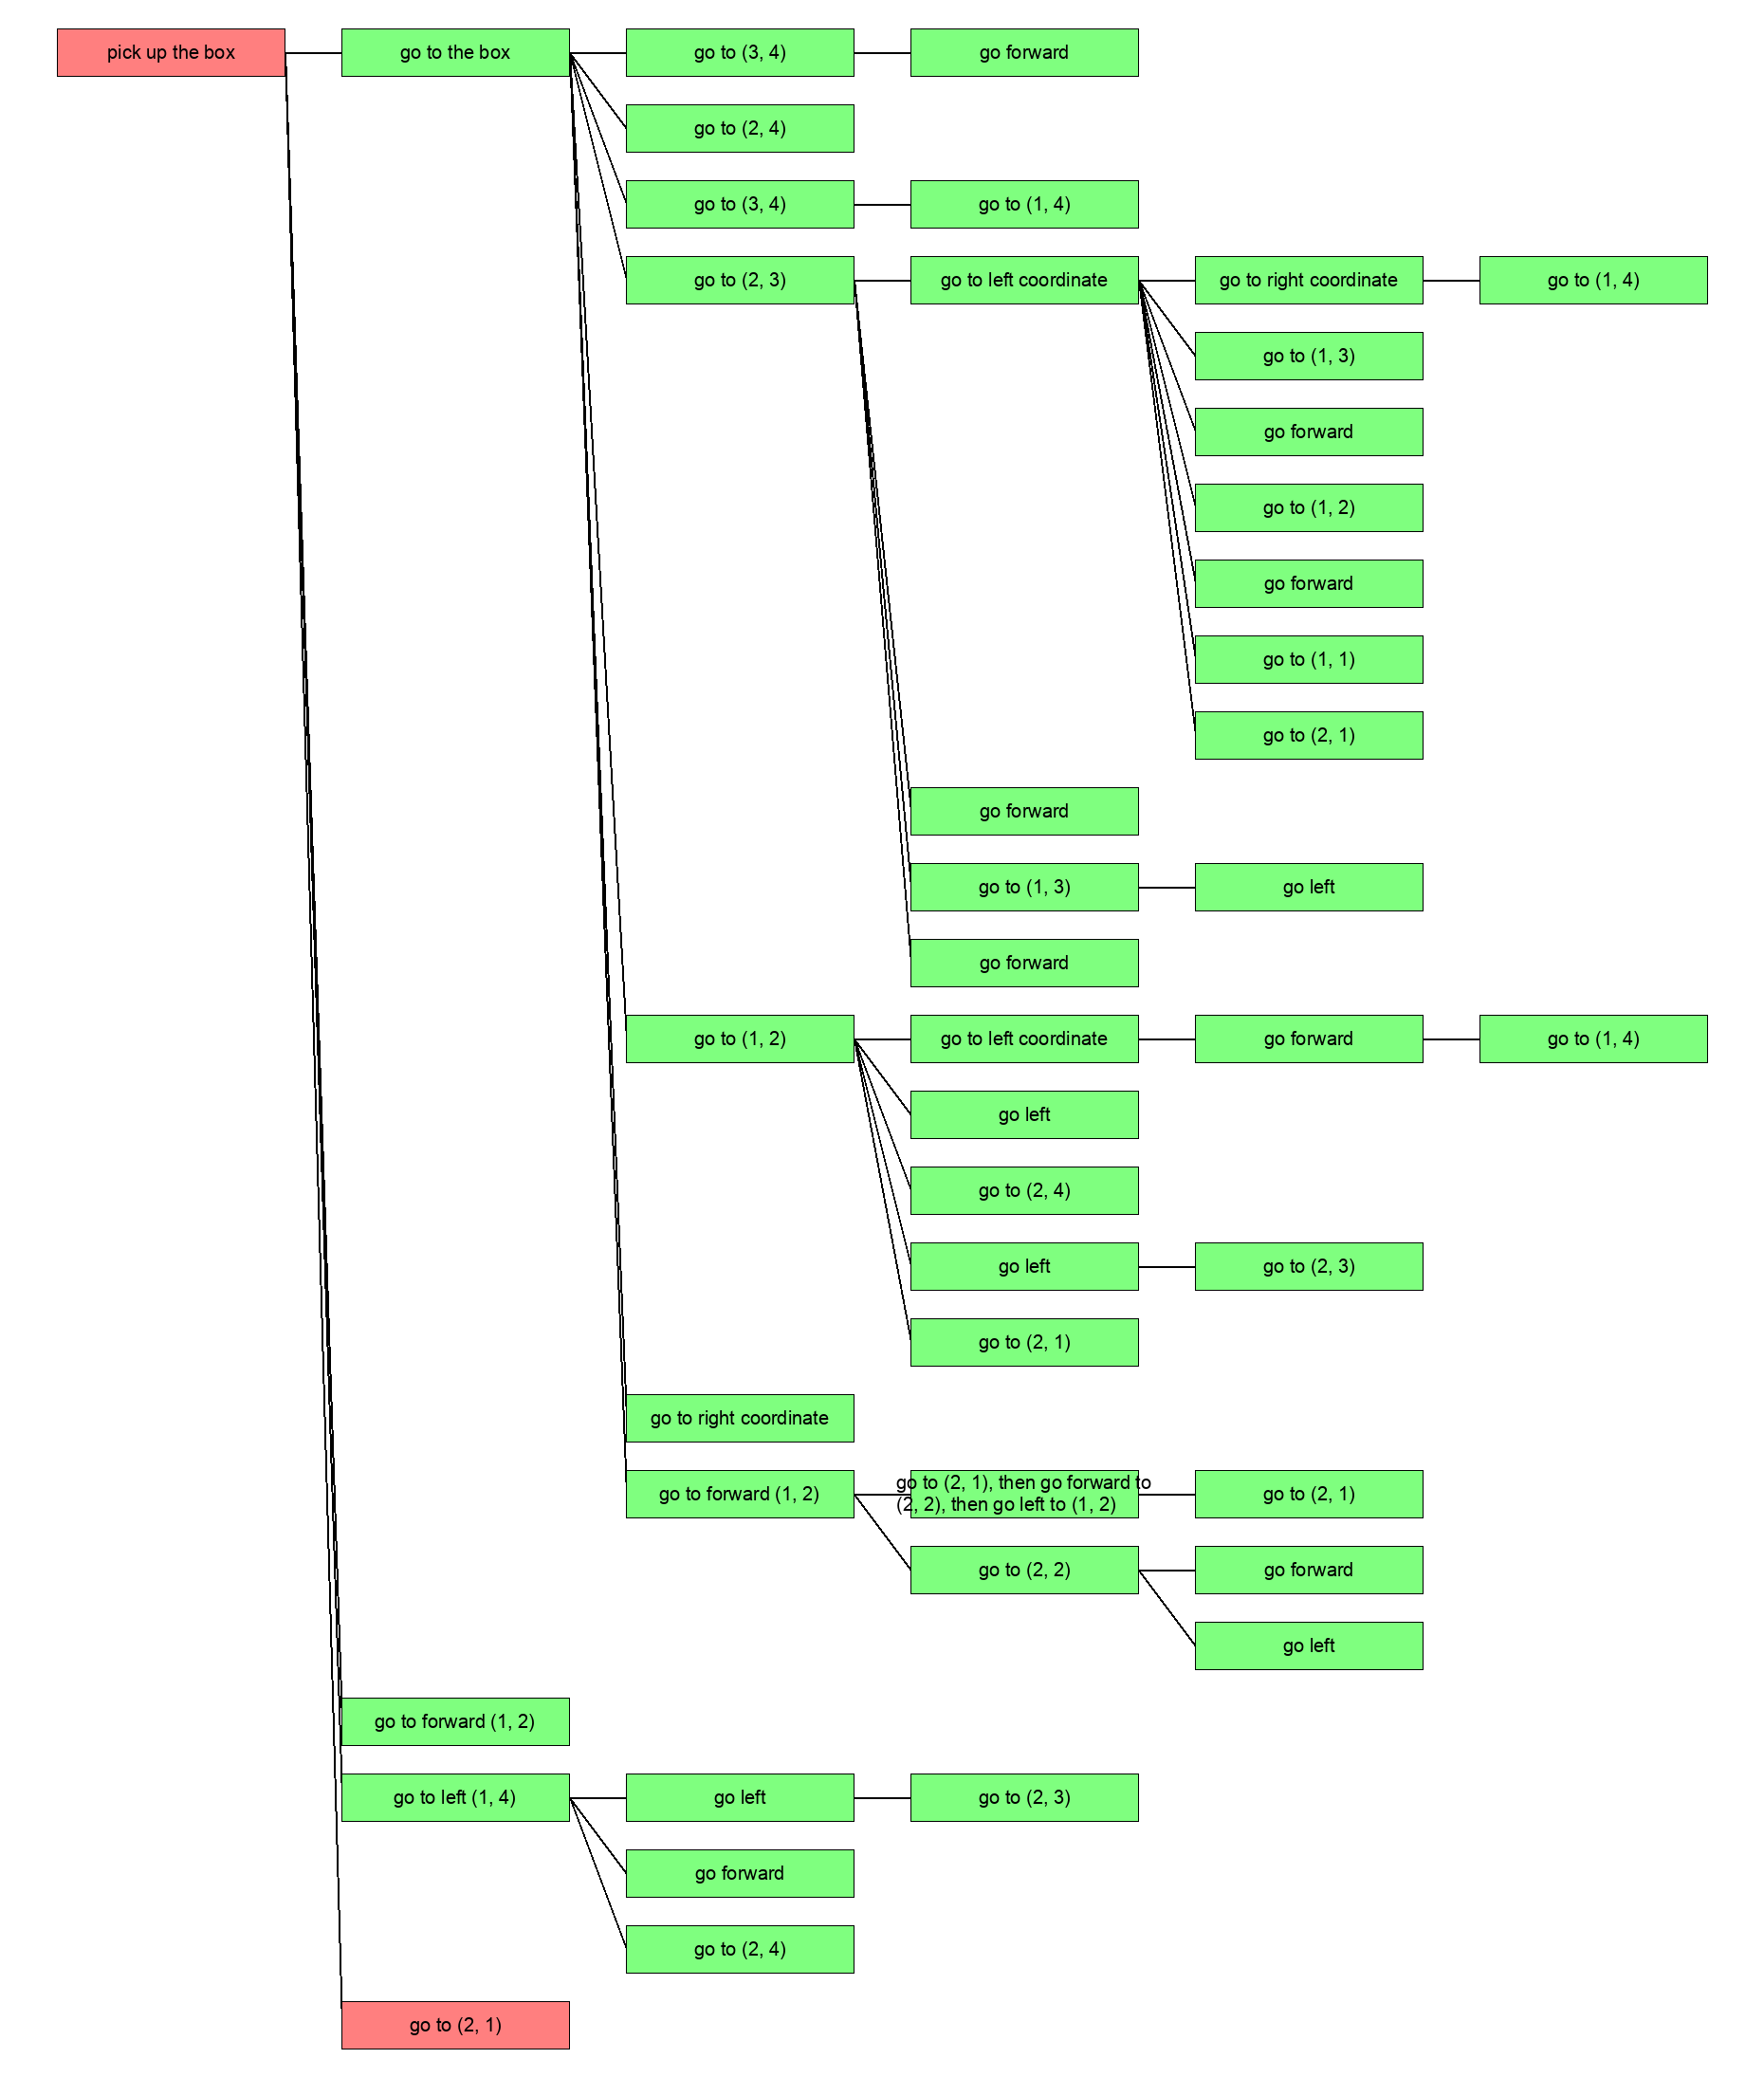 pick up the box
go to the box
go to (3, 4)
go forward
go to (2, 4)
go to (3, 4)
go to (1, 4)
go to (2, 3)
go to left coordinate
go to right coordinate
go to (1, 4)
go to (1, 3)
go forward
go to (1, 2)
go forward
go to (1, 1)
go to (2, 1)
go forward
go to (1, 3)
go left
go forward
go to (1, 2)
go to left coordinate
go forward
go to (1, 4)
go left
go to (2, 4)
go left
go to (2, 3)
go to (2, 1)
go to right coordinate
go to forward (1, 2)
go to (2, 1), then go forward to
(2, 2), then go left to (1, 2)
go to (2, 1)
go to (2, 2)
go forward
go left
go to forward (1, 2)
go to left (1, 4)
go left
go to (2, 3)
go forward
go to (2, 4)
go to (2, 1)